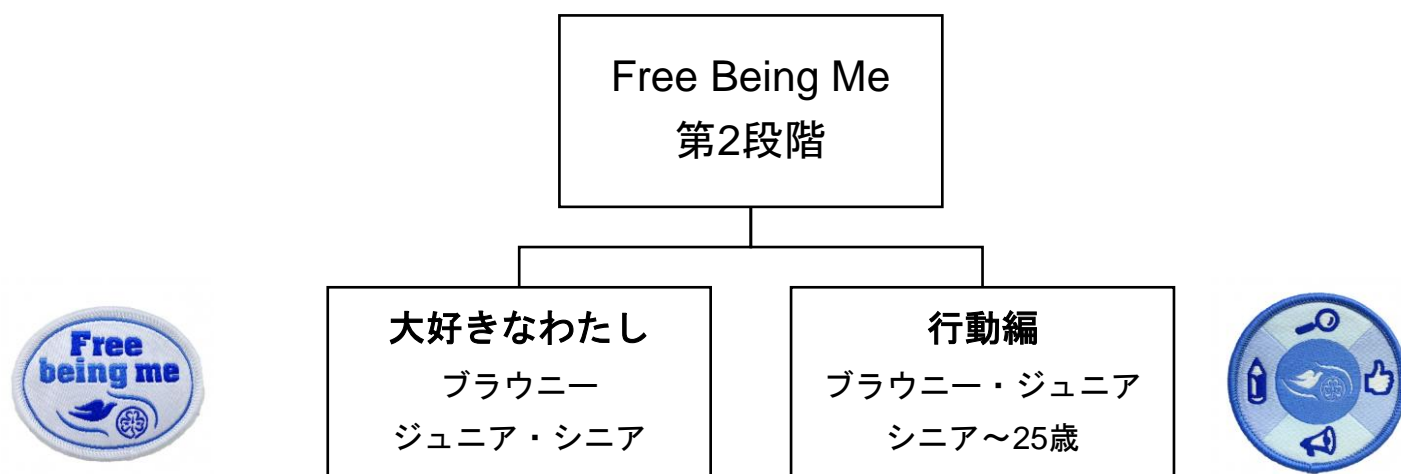 Free Being Me
第2段階
大好きなわたし
ブラウニー
ジュニア・シニア
行動編
ブラウニー・ジュニア
シニア～25歳
Free
being me